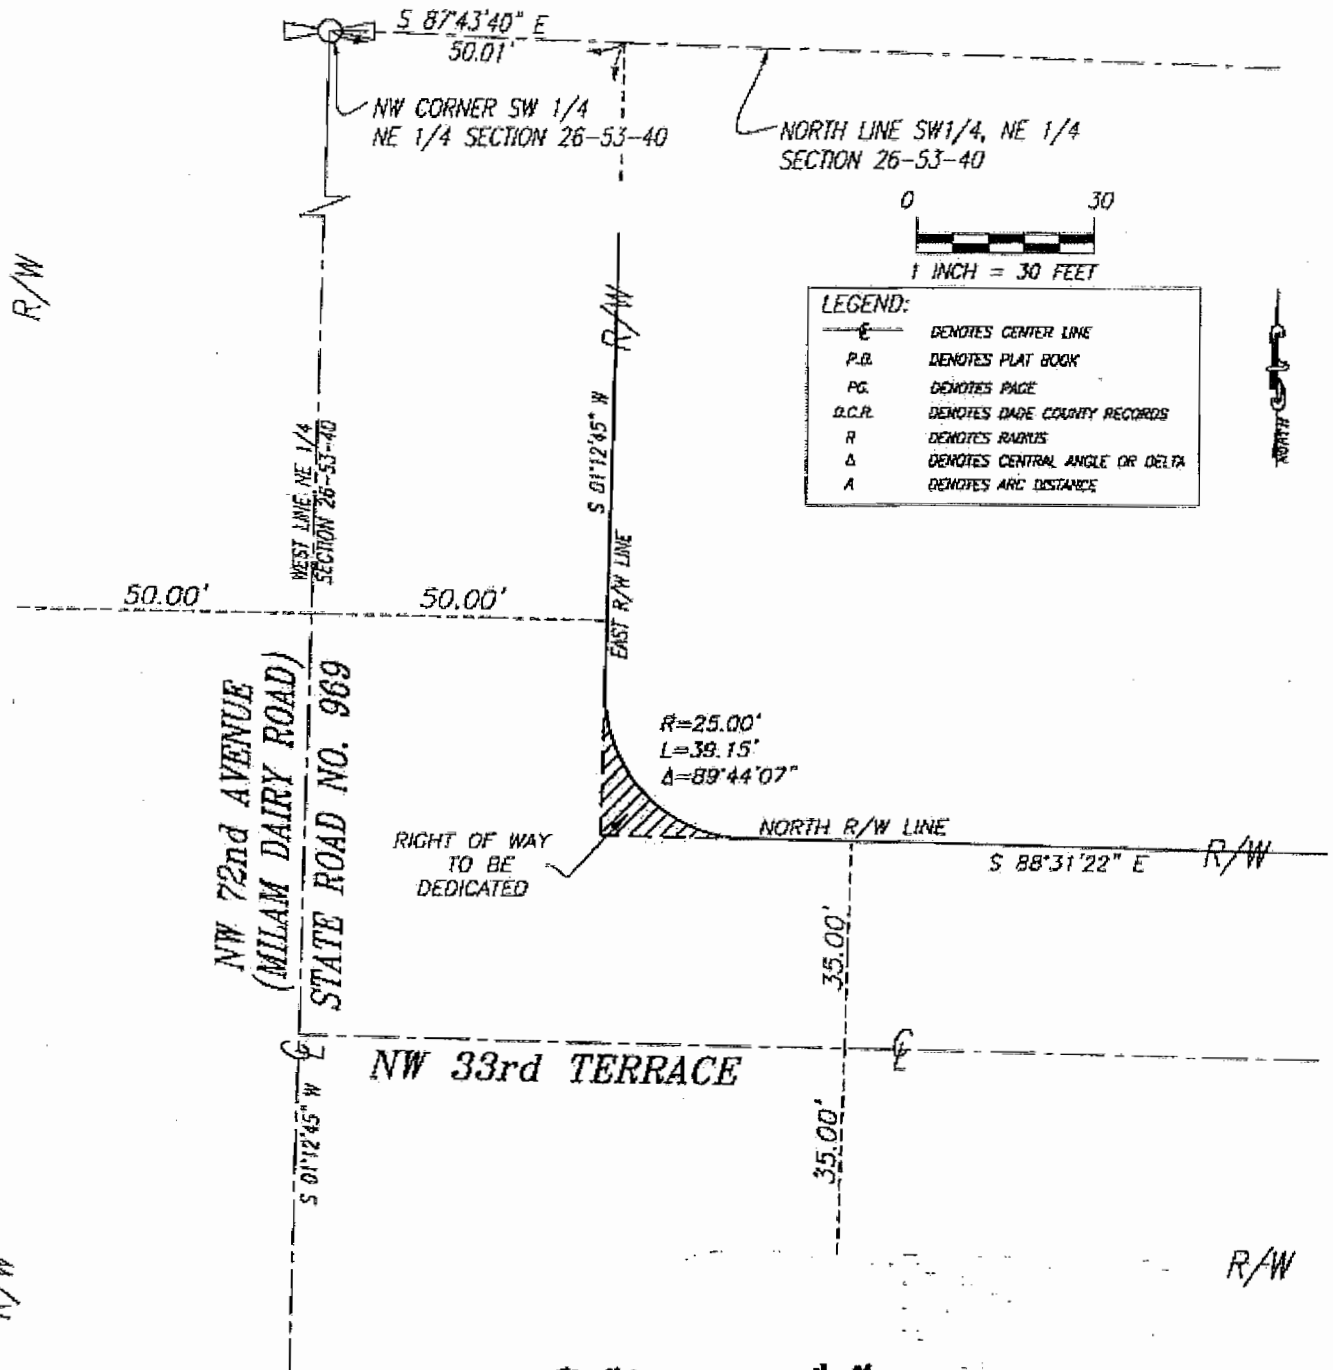 S 87°43'40" E
50.01'
NW CORNER SW 1/4
NE 1/4 SECTION 26-53-40
NORTH LINE SW1/4, NE 1/4
SECTION 26-53-40
0 30
1 INCH = 30 FEET
R/W
R/W
LEGEND:
DENOTES CENTER LINE
P.B. DENOTES PLAT BOOK
PG. DENOTES PAGE
D.C.R. DENOTES DADE COUNTY RECORDS
R DENOTES RADIUS
Δ DENOTES CENTRAL ANGLE OR DELTA
A DENOTES ARC DISTANCE
NORTH
S 01°12'45" W
WEST LINE NE 1/4
SECTION 26-53-40
EAST R/W LINE
50.00'
50.00'
NW 72nd AVENUE
(MILAM DAIRY ROAD)
STATE ROAD NO. 969
R=25.00'
L=39.15'
Δ=89°44'07"
RIGHT OF WAY
TO BE
DEDICATED
NORTH R/W LINE
S 88°31'22" E
R/W
35.00'
NW 33rd TERRACE
S 01°12'45" W
35.00'
R/W
R/W